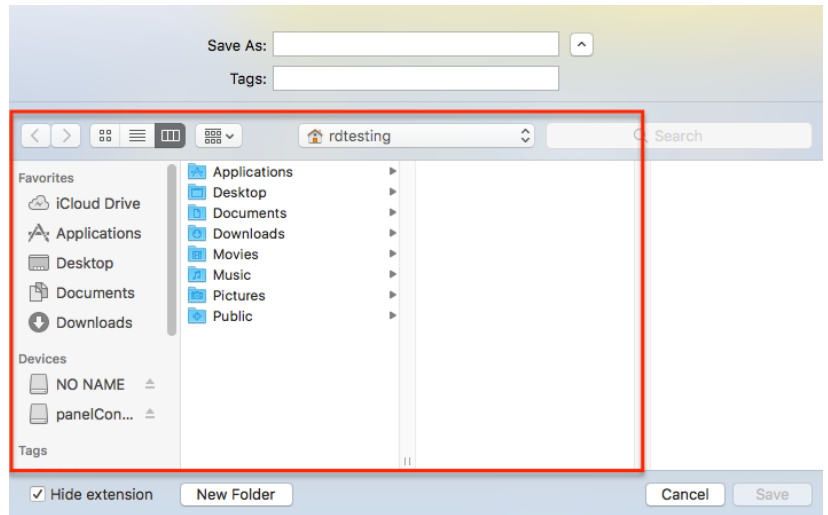 Save As:
Tags:
rdtesting
Search
Favorites
iCloud Drive
Applications
Desktop
Documents
Downloads
Devices
NO NAME
panelCon...
Tags
Applications
Desktop
Documents
Downloads
Movies
Music
Pictures
Public
Hide extension
New Folder
Cancel
Save